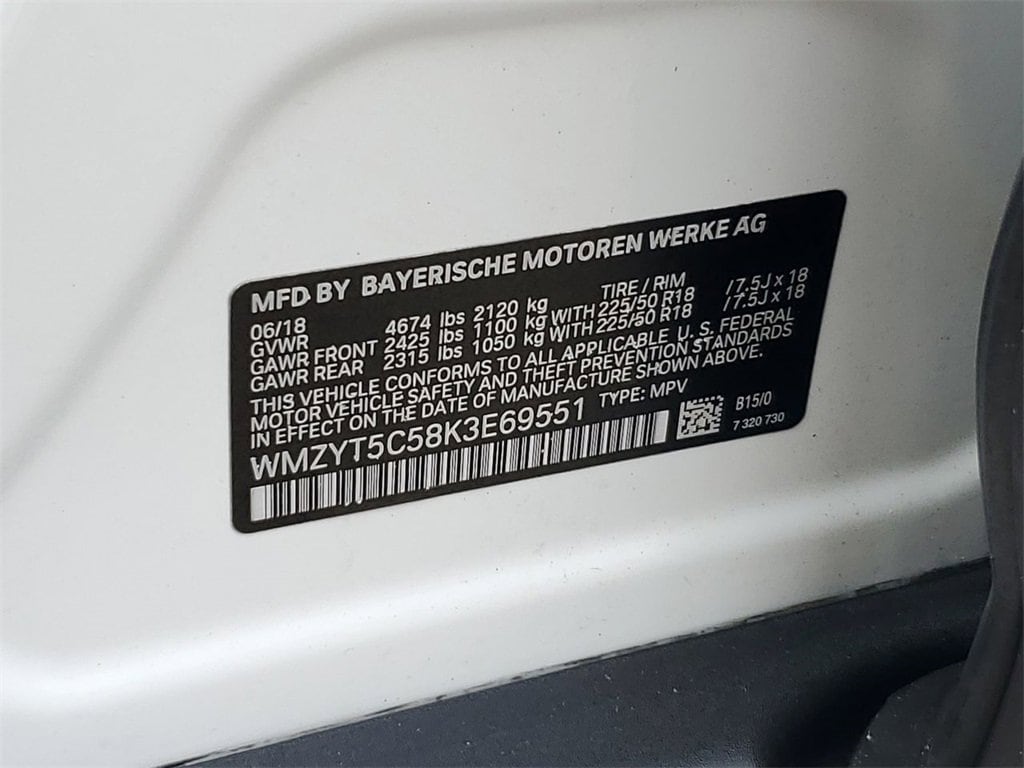 MFD BY BAYERISCHE MOTOREN WERKE AG
06/18 TIRE / RIM
GVWR 4674 lbs 2120 kg
GAWR FRONT 2425 lbs 1100 kg WITH 225/50 R18 / 7.5J x 18
GAWR REAR 2315 lbs 1050 kg WITH 225/50 R18 / 7.5J x 18
THIS VEHICLE CONFORMS TO ALL APPLICABLE U. S. FEDERAL
MOTOR VEHICLE SAFETY AND THEFT PREVENTION STANDARDS
IN EFFECT ON THE DATE OF MANUFACTURE SHOWN ABOVE.
WMZYT5C58K3E69551 TYPE: MPV
B15/0
7 320 730